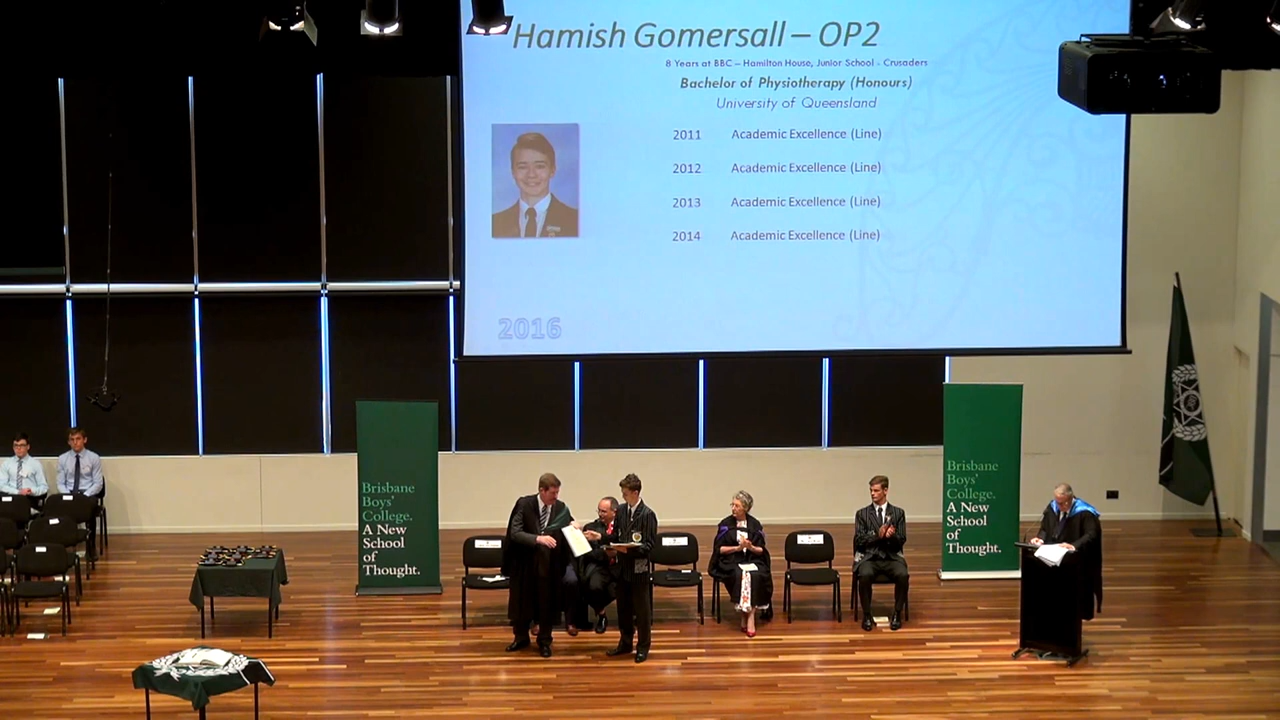 Hamish Gomersall – OP2
8 Years at BBC – Hamilton House, Junior School - Crusaders
Bachelor of Physiotherapy (Honours)
University of Queensland
2011 Academic Excellence (Line)
2012 Academic Excellence (Line)
2013 Academic Excellence (Line)
2014 Academic Excellence (Line)
2016
Brisbane
Boys'
College.
A New
School
of
Thought.
Brisbane
Boys'
College.
A New
School of
Thought.